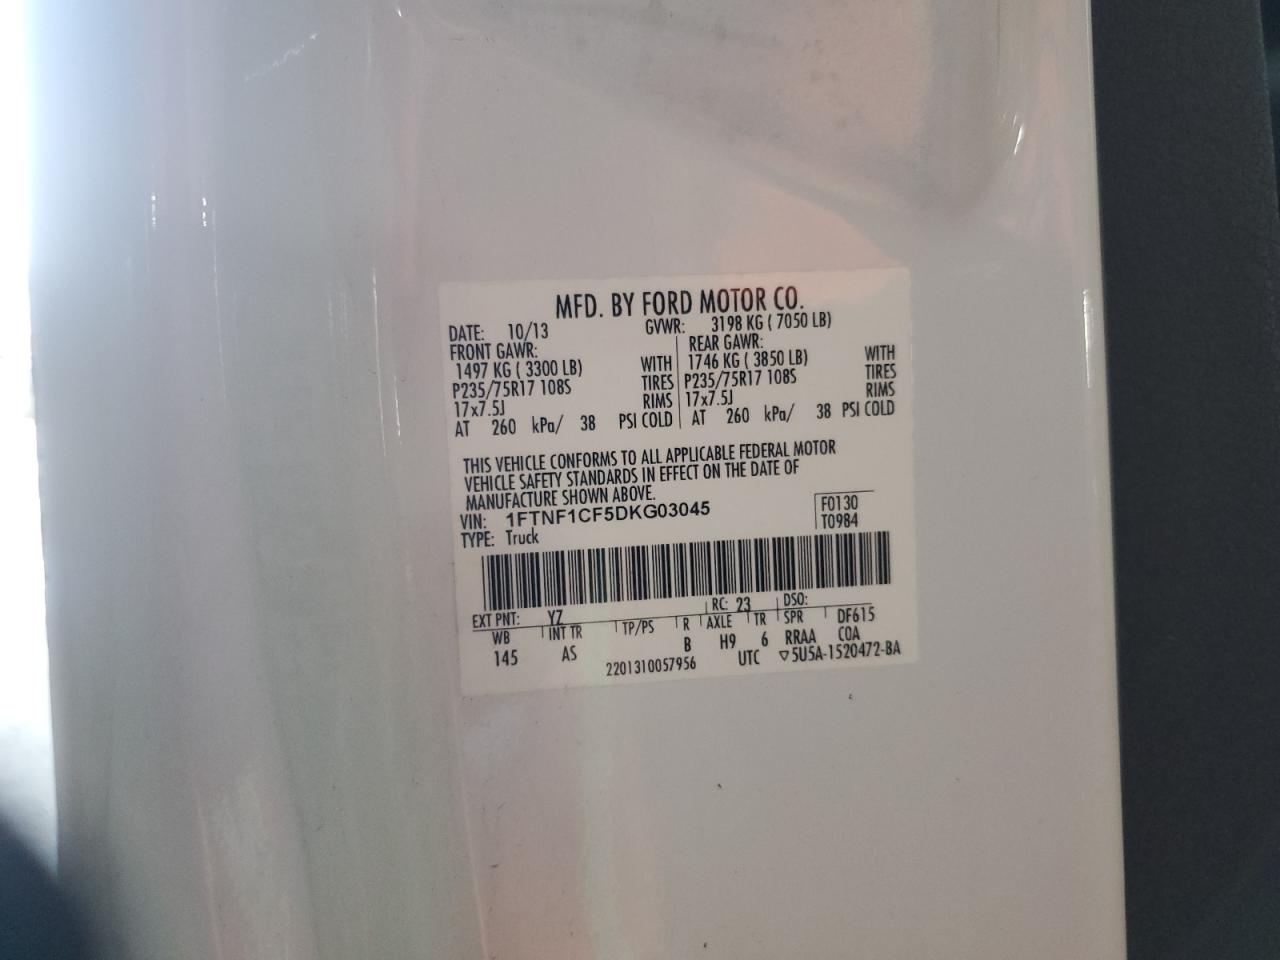 MFD. BY FORD MOTOR CO.
DATE: 10/13 GVWR: 3198 KG ( 7050 LB)
FRONT GAWR: REAR GAWR:
1497 KG ( 3300 LB) WITH 1746 KG ( 3850 LB) WITH
P235/75R17 108S TIRES P235/75R17 108S TIRES
17x7.5J RIMS 17x7.5J RIMS
AT 260 kPa/ 38 PSI COLD AT 260 kPa/ 38 PSI COLD
THIS VEHICLE CONFORMS TO ALL APPLICABLE FEDERAL MOTOR
VEHICLE SAFETY STANDARDS IN EFFECT ON THE DATE OF
MANUFACTURE SHOWN ABOVE.
VIN: 1FTNF1CF5DKG03045 F0130
TYPE: Truck T0984
EXT PNT: YZ RC: 23 DSO:
WB INT TR TP/PS R AXLE TR SPR DF615
145 AS B H9 6 RRAA COA
2201310057956 UTC ▽5U5A-1520472-BA